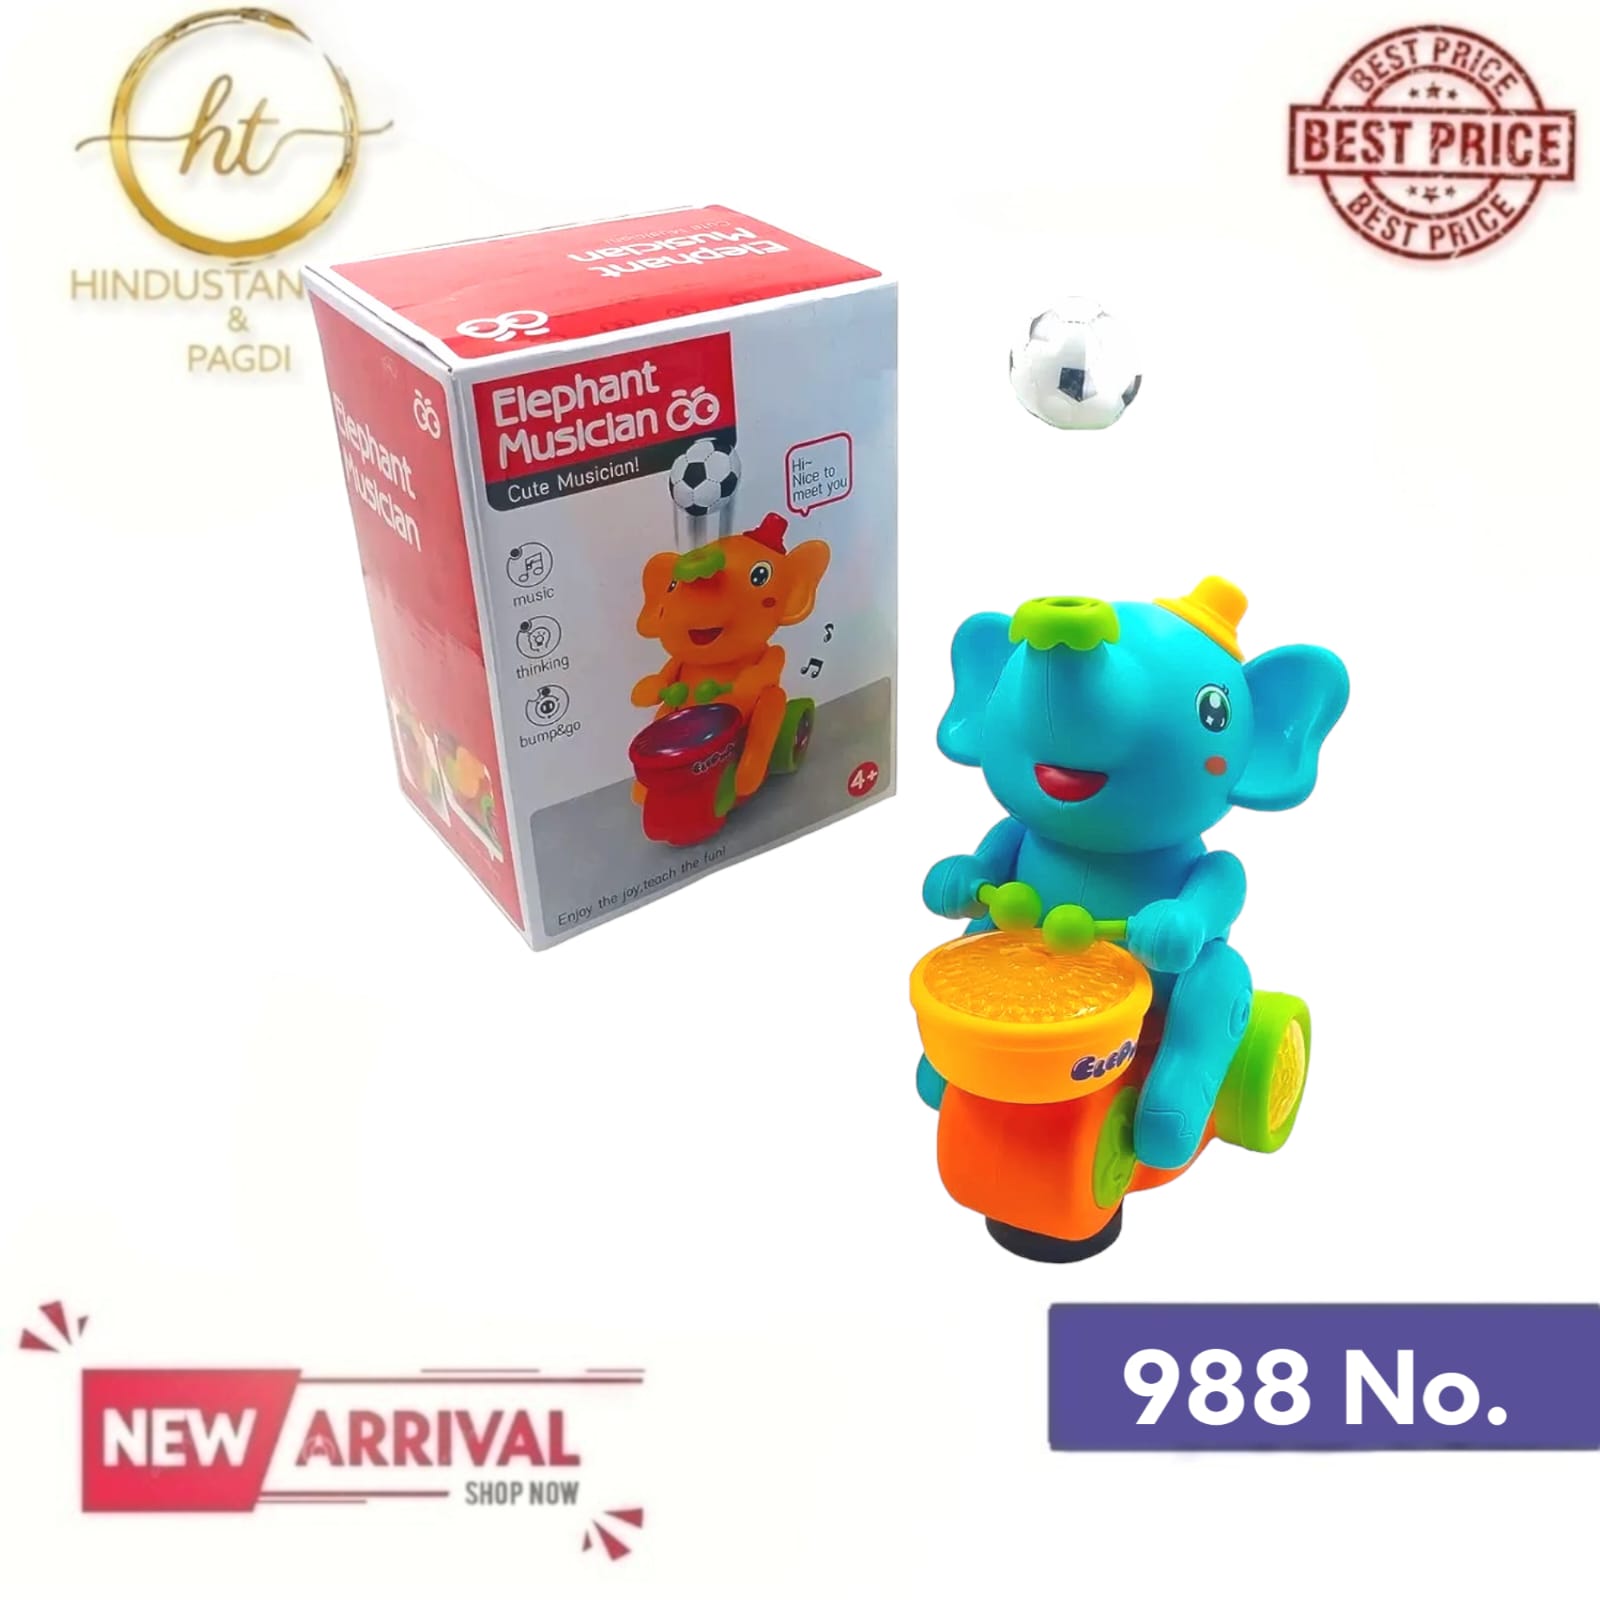 ht
HINDUSTAN
&
PAGDI
BEST PRICE
BEST PRICE
BEST PRICE
Elephant
Musician
Cute Musician!
Elephant
Musician
Cute Musician!
Elephant
Musician
Hi~
Nice to
meet you
music
thinking
bump&go
4+
Enjoy the joy,teach the fun!
NEW ARRIVAL
SHOP NOW
988 No.